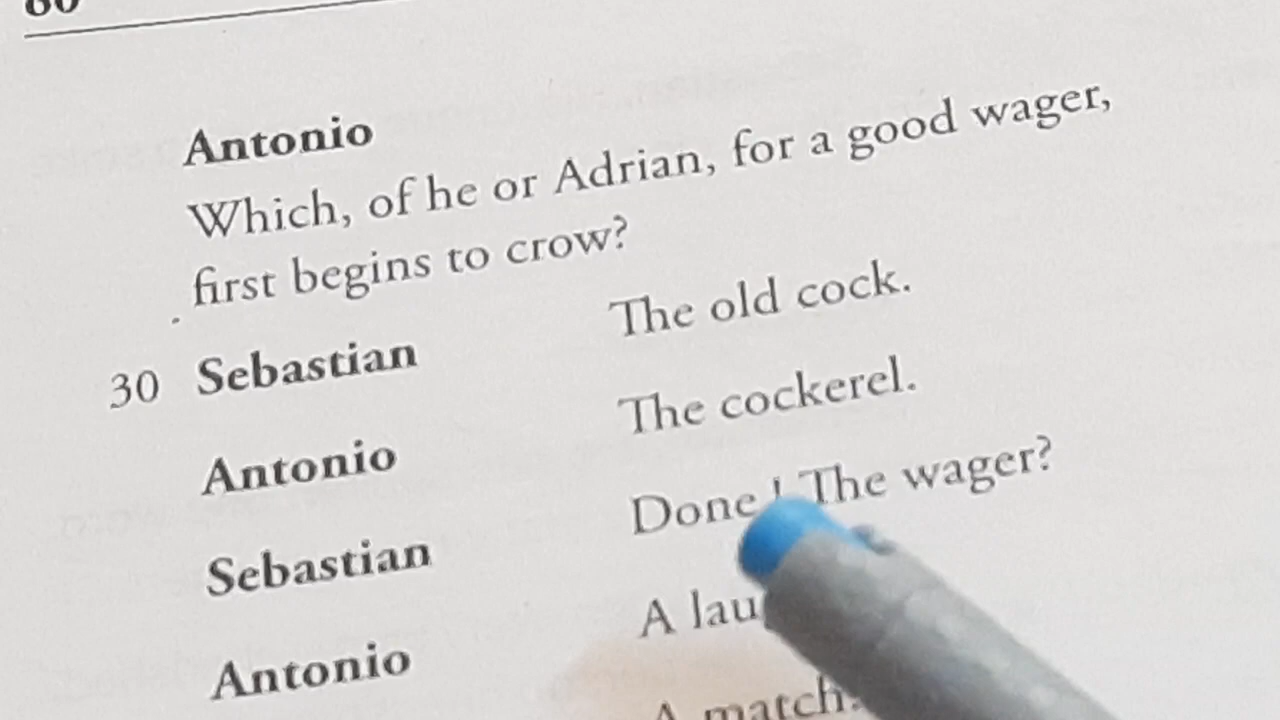 Antonio
Which, of he or Adrian, for a good wager,
first begins to crow?
30 Sebastian The old cock.
Antonio The cockerel.
Sebastian Done! The wager?
Antonio A
A match